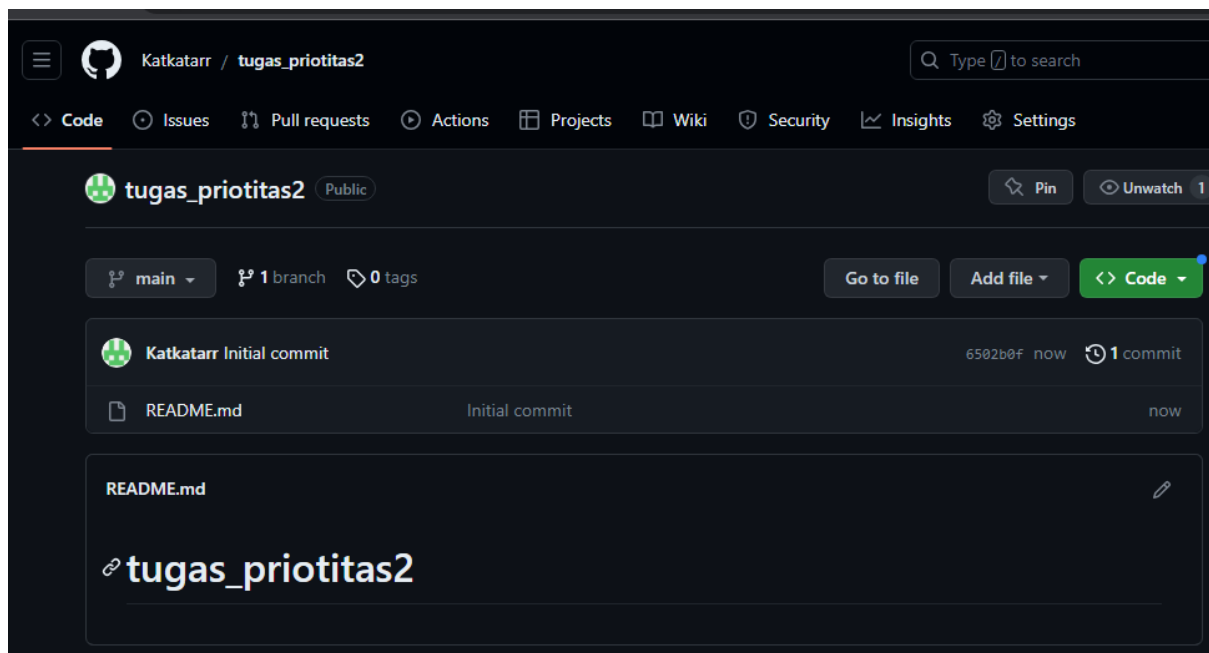 Katkatarr / tugas_priotitas2 Type / to search
Code Issues Pull requests Actions Projects Wiki Security Insights Settings
tugas_priotitas2 Public Pin Unwatch 1
main 1 branch 0 tags Go to file Add file Code
Katkatarr Initial commit 6502b0f now 1 commit
README.md Initial commit now
README.md
tugas_priotitas2